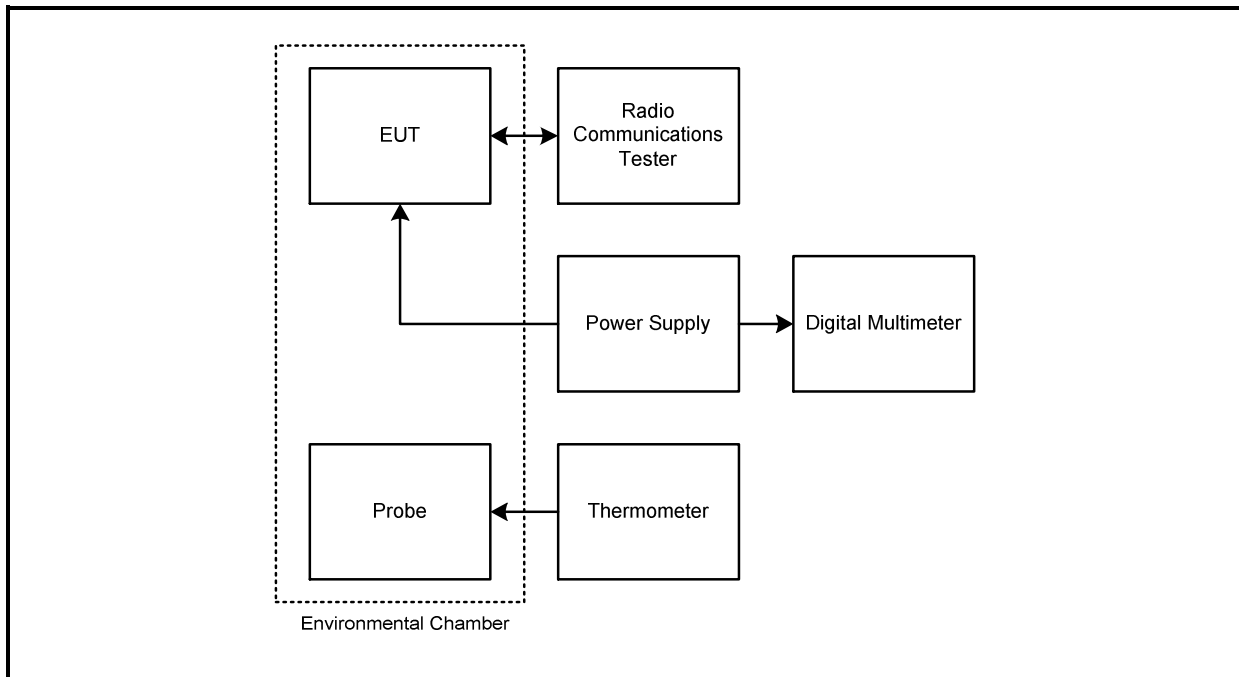 EUT
Radio
Communications
Tester
Power Supply
Digital Multimeter
Probe
Thermometer
Environmental Chamber